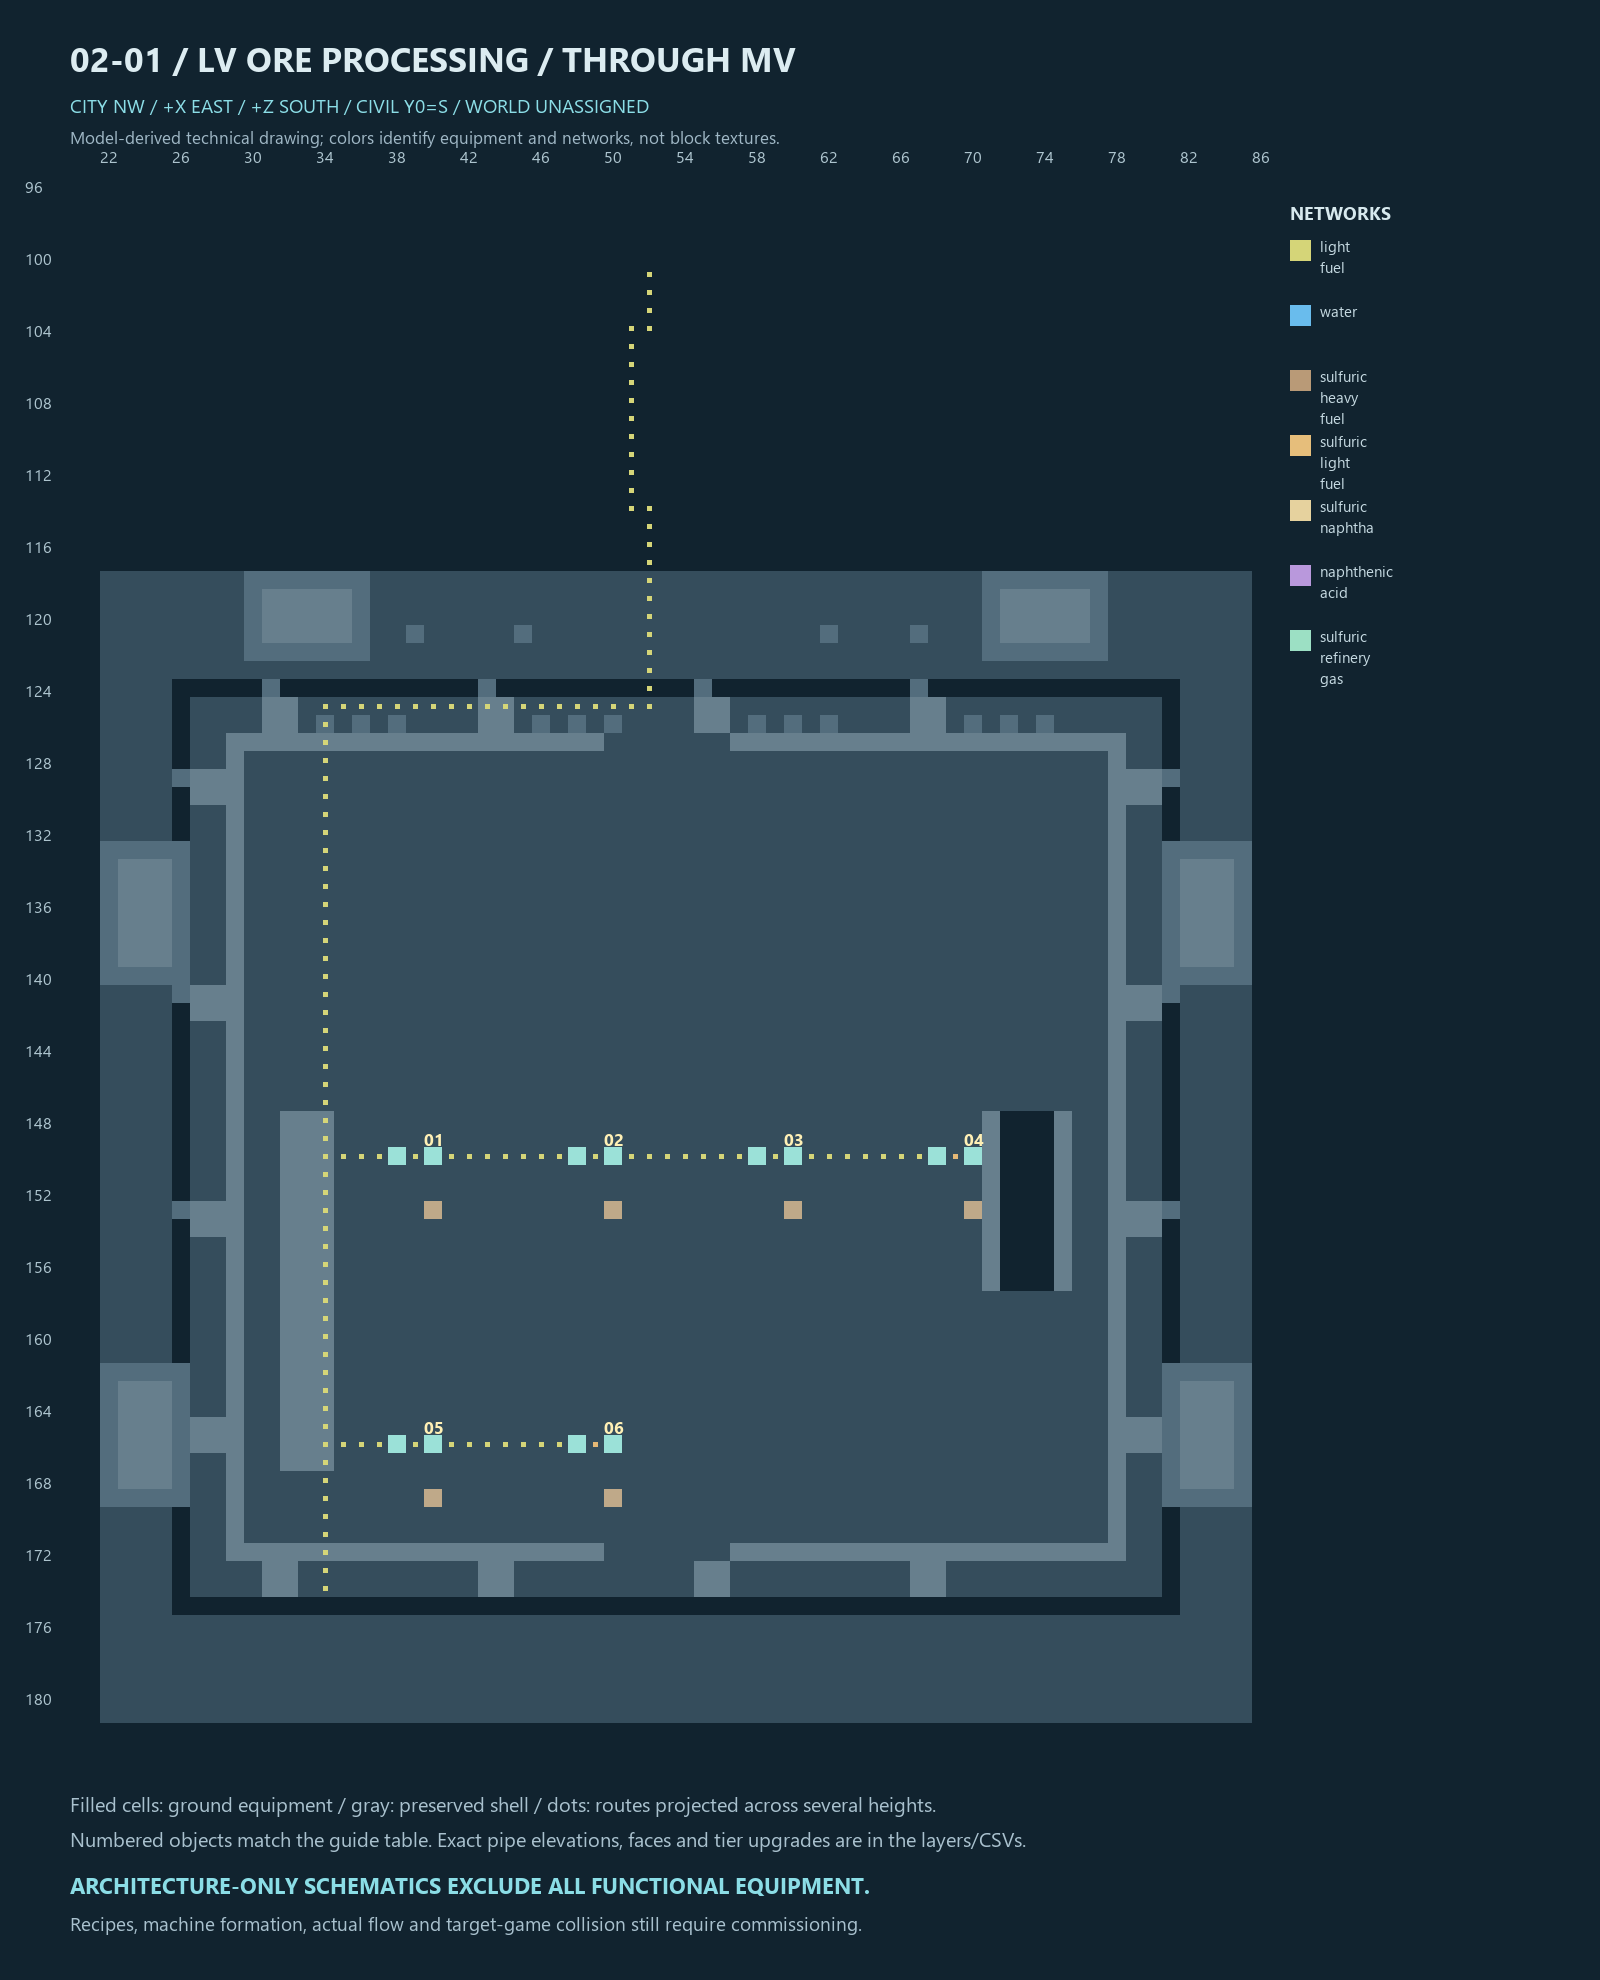 02-01 / LV ORE PROCESSING / THROUGH MV
CITY NW / +X EAST / +Z SOUTH / CIVIL Y0=S / WORLD UNASSIGNED
Model-derived technical drawing; colors identify equipment and networks, not block textures.
22 26 30 34 38 42 46 50 54 58 62 66 70 74 78 82 86
96
NETWORKS
light
fuel
100
water
104
sulfuric
heavy
fuel
108
sulfuric
light
fuel
112
sulfuric
naphtha
116
naphthenic
acid
120
sulfuric
refinery
gas
124
128
132
136
140
144
148
01 02 03 04
152
156
160
164
05 06
168
172
176
180
Filled cells: ground equipment / gray: preserved shell / dots: routes projected across several heights.
Numbered objects match the guide table. Exact pipe elevations, faces and tier upgrades are in the layers/CSVs.
ARCHITECTURE-ONLY SCHEMATICS EXCLUDE ALL FUNCTIONAL EQUIPMENT.
Recipes, machine formation, actual flow and target-game collision still require commissioning.